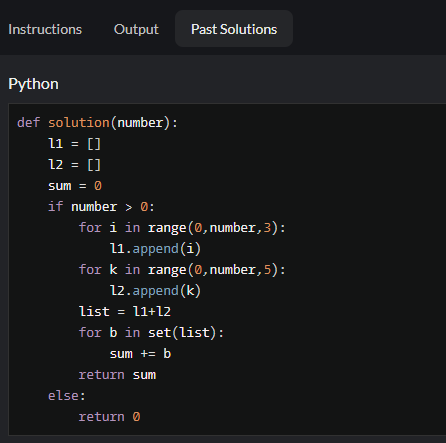 Instructions Output Past Solutions
Python
def solution(number):
    l1 = []
    l2 = []
    sum = 0
    if number > 0:
        for i in range(0,number,3):
            l1.append(i)
        for k in range(0,number,5):
            l2.append(k)
        list = l1+l2
        for b in set(list):
            sum += b
        return sum
    else:
        return 0